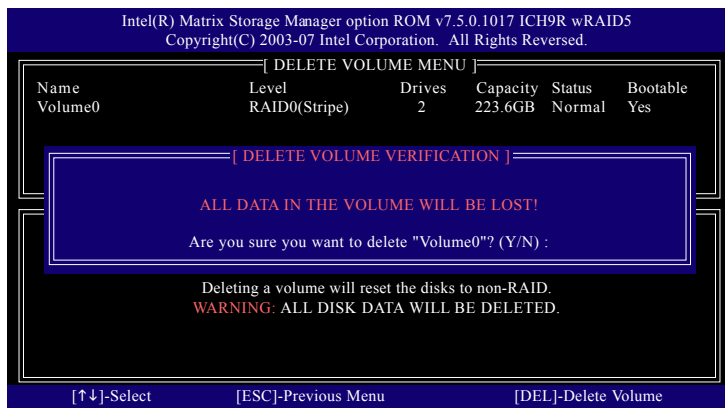 Intel(R) Matrix Storage Manager option ROM v7.5.0.1017 ICH9R wRAID5
Copyright(C) 2003-07 Intel Corporation. All Rights Reversed.
[ DELETE VOLUME MENU ]
Name Level Drives Capacity Status Bootable
Volume0 RAID0(Stripe) 2 223.6GB Normal Yes
[ DELETE VOLUME VERIFICATION ]
ALL DATA IN THE VOLUME WILL BE LOST!
Are you sure you want to delete "Volume0"? (Y/N) :
Deleting a volume will reset the disks to non-RAID.
WARNING: ALL DISK DATA WILL BE DELETED.
[↑↓]-Select [ESC]-Previous Menu [DEL]-Delete Volume